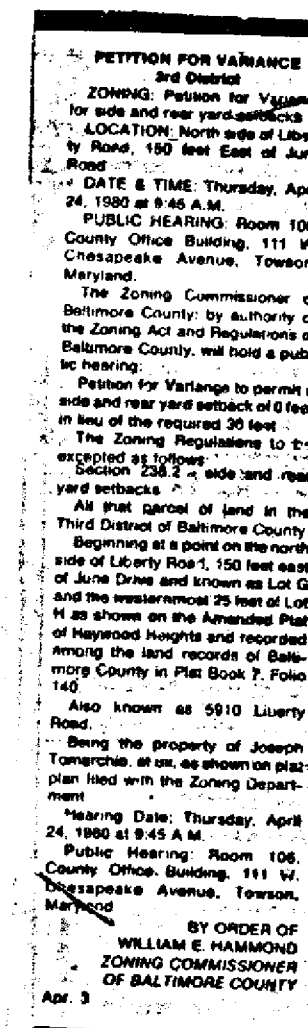 PETITION FOR VARIANCE
3rd District
ZONING: Petition for Varian
for side and rear yard setbacks
LOCATION: North side of Libe
ty Road, 150 feet East of Jun
Road
DATE & TIME: Thursday, Apr
24, 1980 at 9:45 A.M.
PUBLIC HEARING: Room 106
County Office Building, 111 W
Chesapeake Avenue, Towson
Maryland.
The Zoning Commissioner o
Baltimore County, by authority o
the Zoning Act and Regulations o
Baltimore County, will hold a pub
lic hearing:
Petition for Variance to permit
side and rear yard setback of 0 feet
in lieu of the required 30 feet
The Zoning Regulations to be
excepted as follows:
Section 238.2 - side and rear
yard setbacks
All that parcel of land in the
Third District of Baltimore County
Beginning at a point on the north
side of Liberty Road, 150 feet east
of June Drive and known as Lot G
and the westernmost 25 feet of Lot
H as shown on the Amended Plat
of Haywood Heights and recorded
among the land records of Balti-
more County in Plat Book 7, Folio
140.
Also known as 5910 Liberty
Road.
Being the property of Joseph
Tomarchio, et ux, as shown on plat
plan filed with the Zoning Depart-
ment
Hearing Date: Thursday, April
24, 1980 at 9:45 A.M.
Public Hearing: Room 106,
County Office Building, 111 W.
Chesapeake Avenue, Towson,
Maryland
BY ORDER OF
WILLIAM E. HAMMOND
ZONING COMMISSIONER
OF BALTIMORE COUNTY
Apr. 3